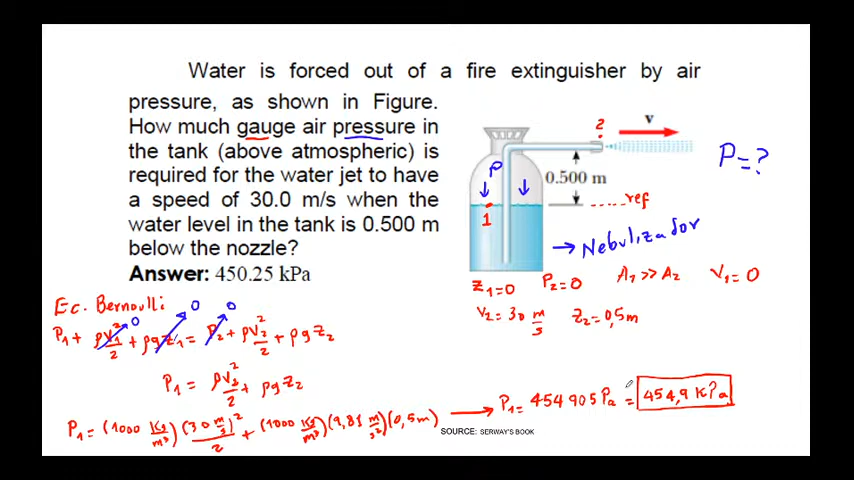 Water is forced out of a fire extinguisher by air
pressure, as shown in Figure.
How much gauge air pressure in
the tank (above atmospheric) is
required for the water jet to have
a speed of 30.0 m/s when the
water level in the tank is 0.500 m
below the nozzle?
Answer: 450.25 kPa
2
v
P
0.500 m
1
ref
P=?
→ Nebulizador
Z₁=0 P₂=0 A₁ >> A₂ V₁=0
V₂= 30 m/s Z₂=0,5m
Ec. Bernoulli
0 0 0
P₁ + ρV₁²/2 + ρgZ₁ = P₂ + ρV₂²/2 + ρgZ₂
P₁ = ρV₂²/2 + ρgZ₂
P₁= (1000 Kg/m³) (30 m/s)²/2 + (1000 Kg/m³)(9,81 m/s²)(0,5m) → P₁= 454 905 Pa = 454,9 KPa
SOURCE: SERWAY'S BOOK